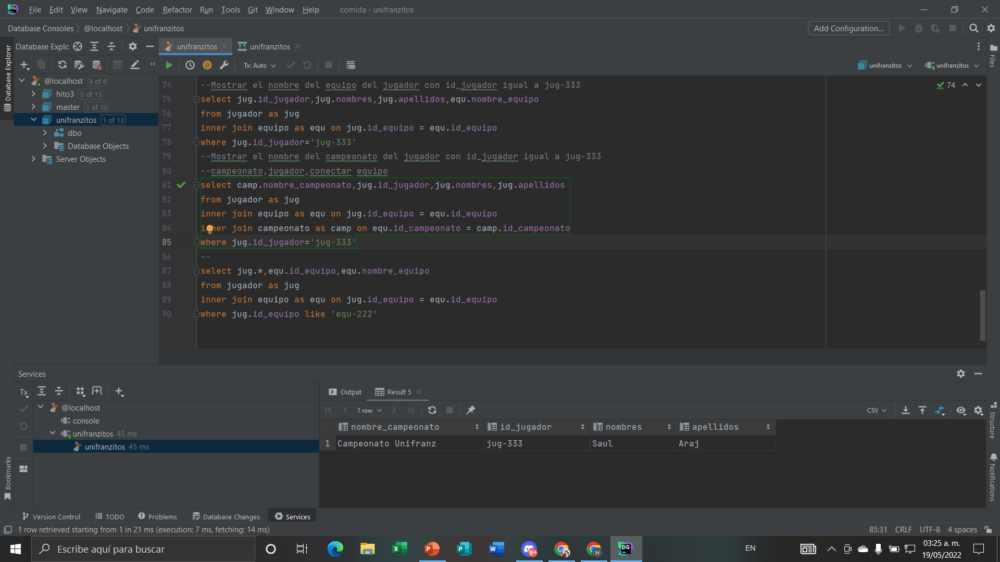 File Edit View Navigate Code Refactor Run Tools Git Window Help comida - unifranzitos
Database Consoles @localhost unifranzitos Add Configuration...
Database Explc unifranzitos unifranzitos
Tx: Auto unifranzitos unifranzitos
Database Explorer
Files
@localhost 3 of 6
hito3 0 of 13
master 1 of 13
unifranzitos 1 of 13
dbo
Database Objects
Server Objects
74
74 --Mostrar el nombre del equipo del jugador con id_jugador igual a jug-333
75 select jug.id_jugador,jug.nombres,jug.apellidos,equ.nombre_equipo
76 from jugador as jug
77 inner join equipo as equ on jug.id_equipo = equ.id_equipo
78 where jug.id_jugador='jug-333'
79 --Mostrar el nombre del campeonato del jugador con id_jugador igual a jug-333
80 --campeonato,jugador,conectar equipo
81 select camp.nombre_campeonato,jug.id_jugador,jug.nombres,jug.apellidos
82 from jugador as jug
83 inner join equipo as equ on jug.id_equipo = equ.id_equipo
84 inner join campeonato as camp on equ.id_campeonato = camp.id_campeonato
85 where jug.id_jugador='jug-333'
86 --
87 select jug.*,equ.id_equipo,equ.nombre_equipo
88 from jugador as jug
89 inner join equipo as equ on jug.id_equipo = equ.id_equipo
90 where jug.id_equipo like 'equ-222'
Services
Tx
@localhost
console
unifranzitos 45 ms
unifranzitos 45 ms
Output Result 5
1 row CSV
nombre_campeonato id_jugador nombres apellidos
1 Campeonato Unifranz jug-333 Saul Araj
Structure
Notifications
Bookmarks
Version Control TODO Problems Database Changes Services
1 row retrieved starting from 1 in 21 ms (execution: 7 ms, fetching: 14 ms) 85:31 CRLF UTF-8 4 spaces
Escribe aquí para buscar
EN
03:25 a. m.
19/05/2022